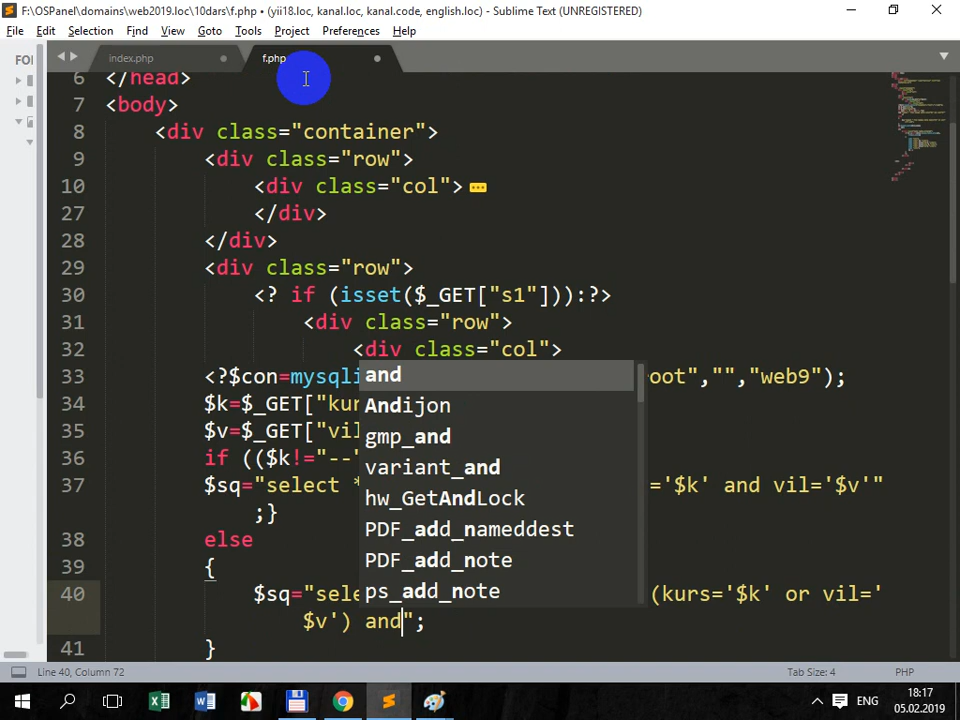 F:\OSPanel\domains\web2019.loc\10dars\f.php • (yii18.loc, kanal.loc, kanal.code, english.loc) - Sublime Text (UNREGISTERED)
File Edit Selection Find View Goto Tools Project Preferences Help
FOI
index.php
f.php
6 </head>
7 <body>
8 <div class="container">
9 <div class="row">
10 <div class="col">
27 </div>
28 </div>
29 <div class="row">
30 <? if (isset($_GET["s1"])):?>
31 <div class="row">
32 <div class="col">
33 <?$con=mysqli oot","","web9");
34 $k=$_GET["kur
35 $v=$_GET["vil
36 if (($k!="--"
37 $sq="select * ='$k' and vil='$v'"
;}
38 else
39 {
40 $sq="sele (kurs='$k' or vil='
$v') and";
41 }
and
Andijon
gmp_and
variant_and
hw_GetAndLock
PDF_add_nameddest
PDF_add_note
ps_add_note
Line 40, Column 72
Tab Size: 4
PHP
ENG
18:17
05.02.2019